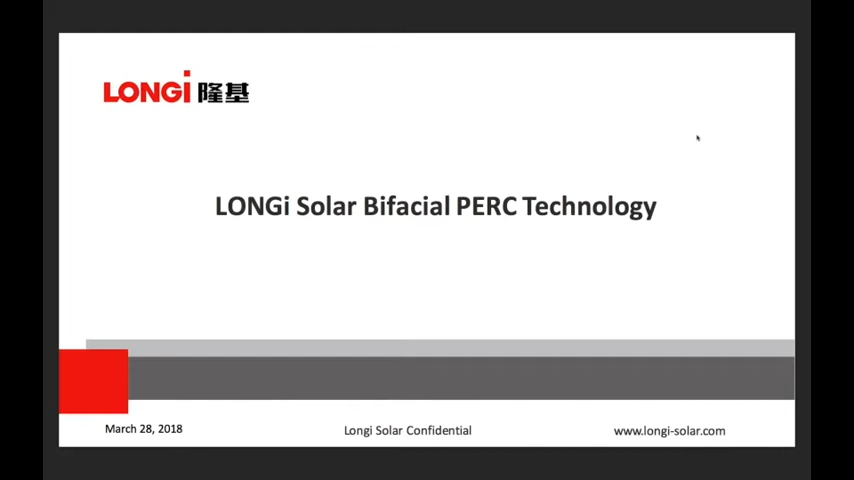 LONGi 隆基
LONGi Solar Bifacial PERC Technology
March 28, 2018
Longi Solar Confidential
www.longi-solar.com